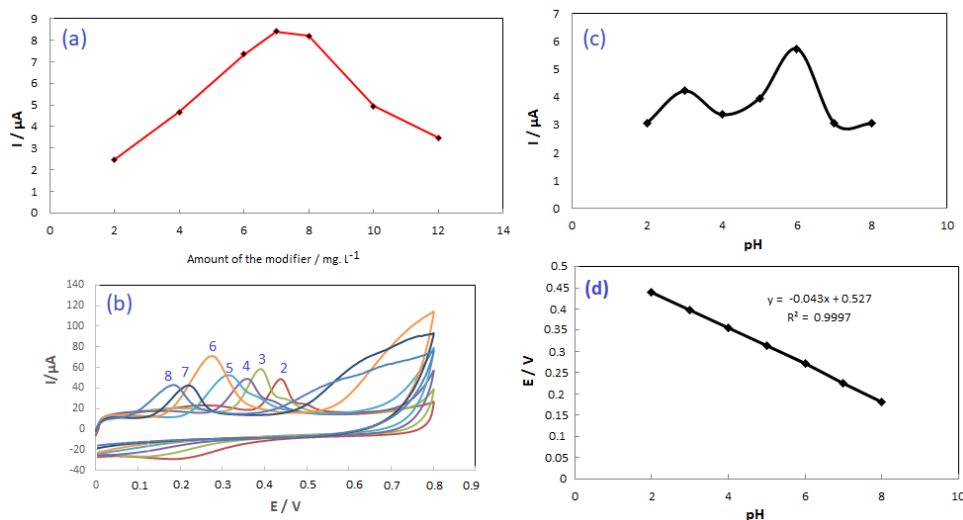 (a)
I / µA
9
8
7
6
5
4
3
2
1
0
0 2 4 6 8 10 12 14
Amount of the modifier / mg. l-1
(c)
I / µA
7
6
5
4
3
2
1
0
0 2 4 6 8 10
pH
(b)
I/µA
140
120
100
80
60
40
20
0
-20
-40
8 7 6 5 4 3 2
0 0.1 0.2 0.3 0.4 0.5 0.6 0.7 0.8 0.9
E / V
(d)
E / V
0.5
0.45
0.4
0.35
0.3
0.25
0.2
0.15
0.1
0.05
0
y = -0.043x + 0.527
R² = 0.9997
0 2 4 6 8 10
pH